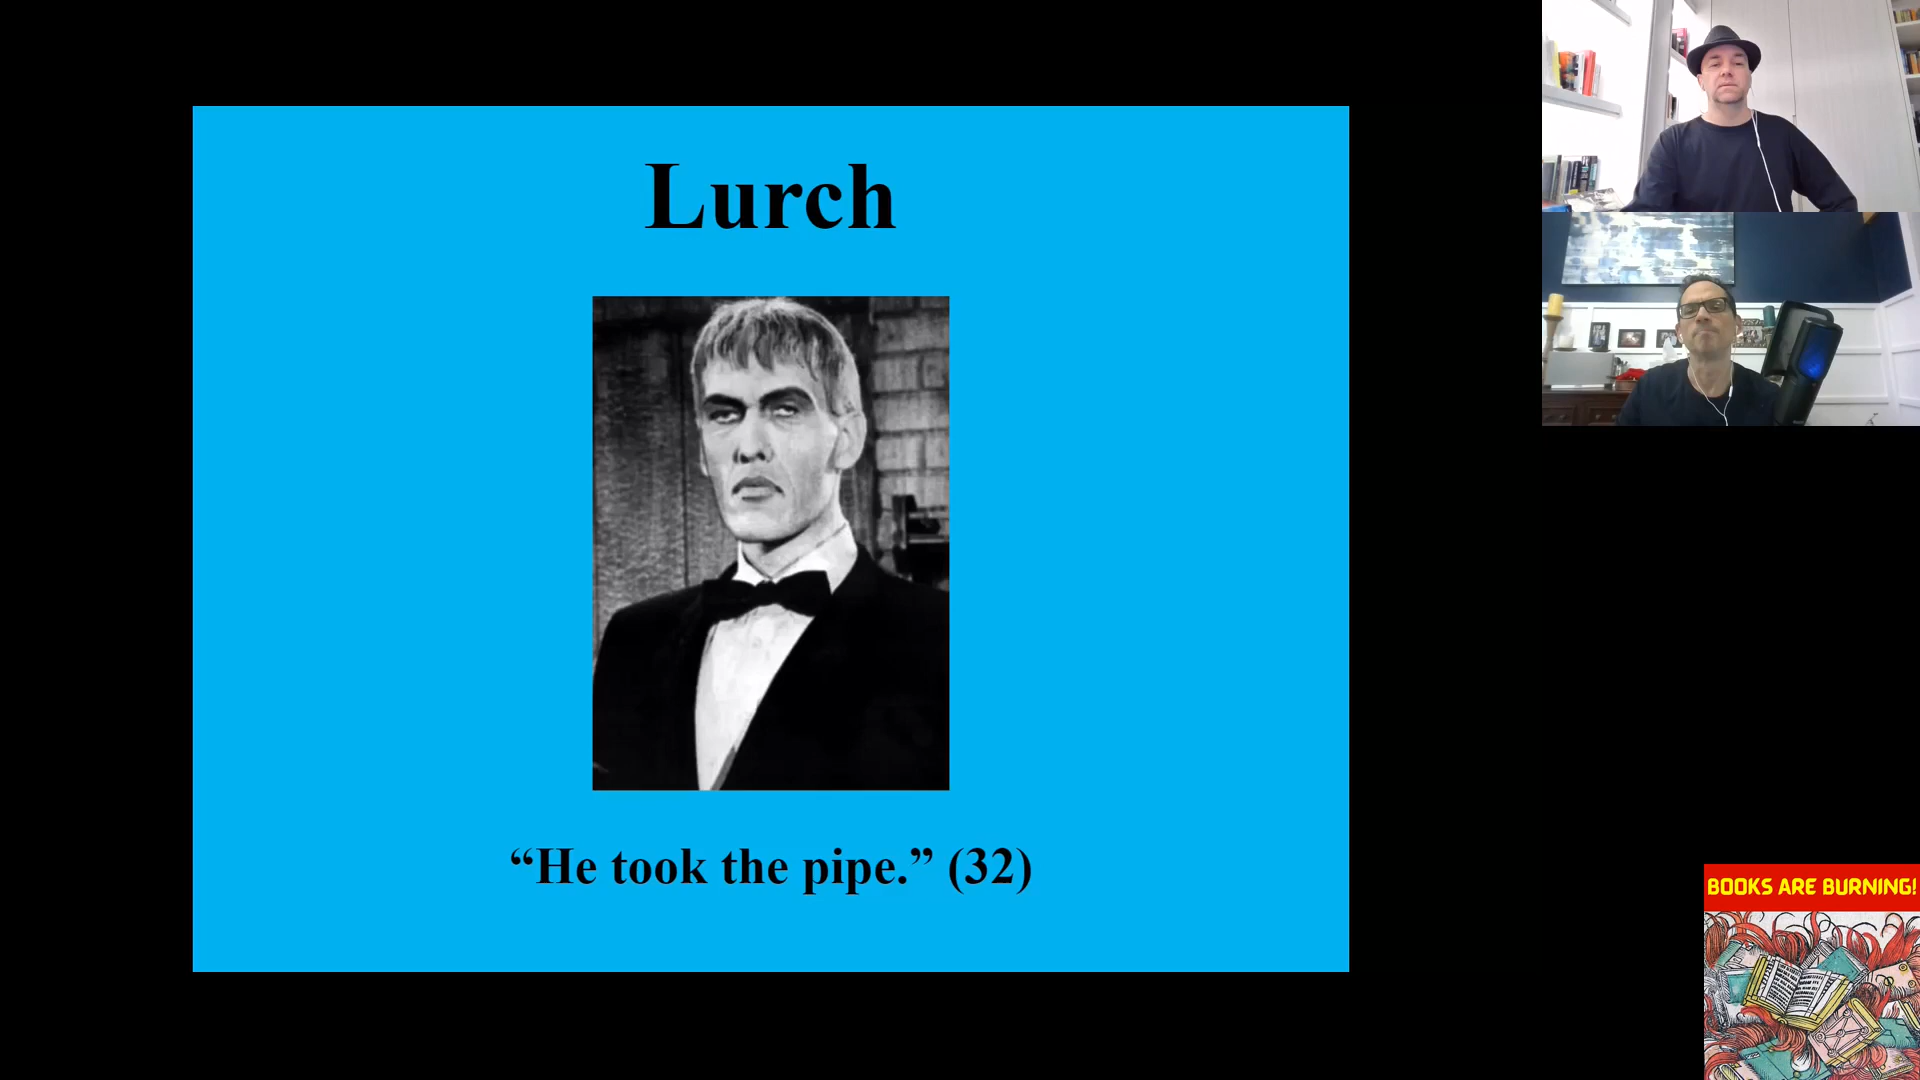 Lurch
“He took the pipe.” (32)
BOOKS ARE BURNING!